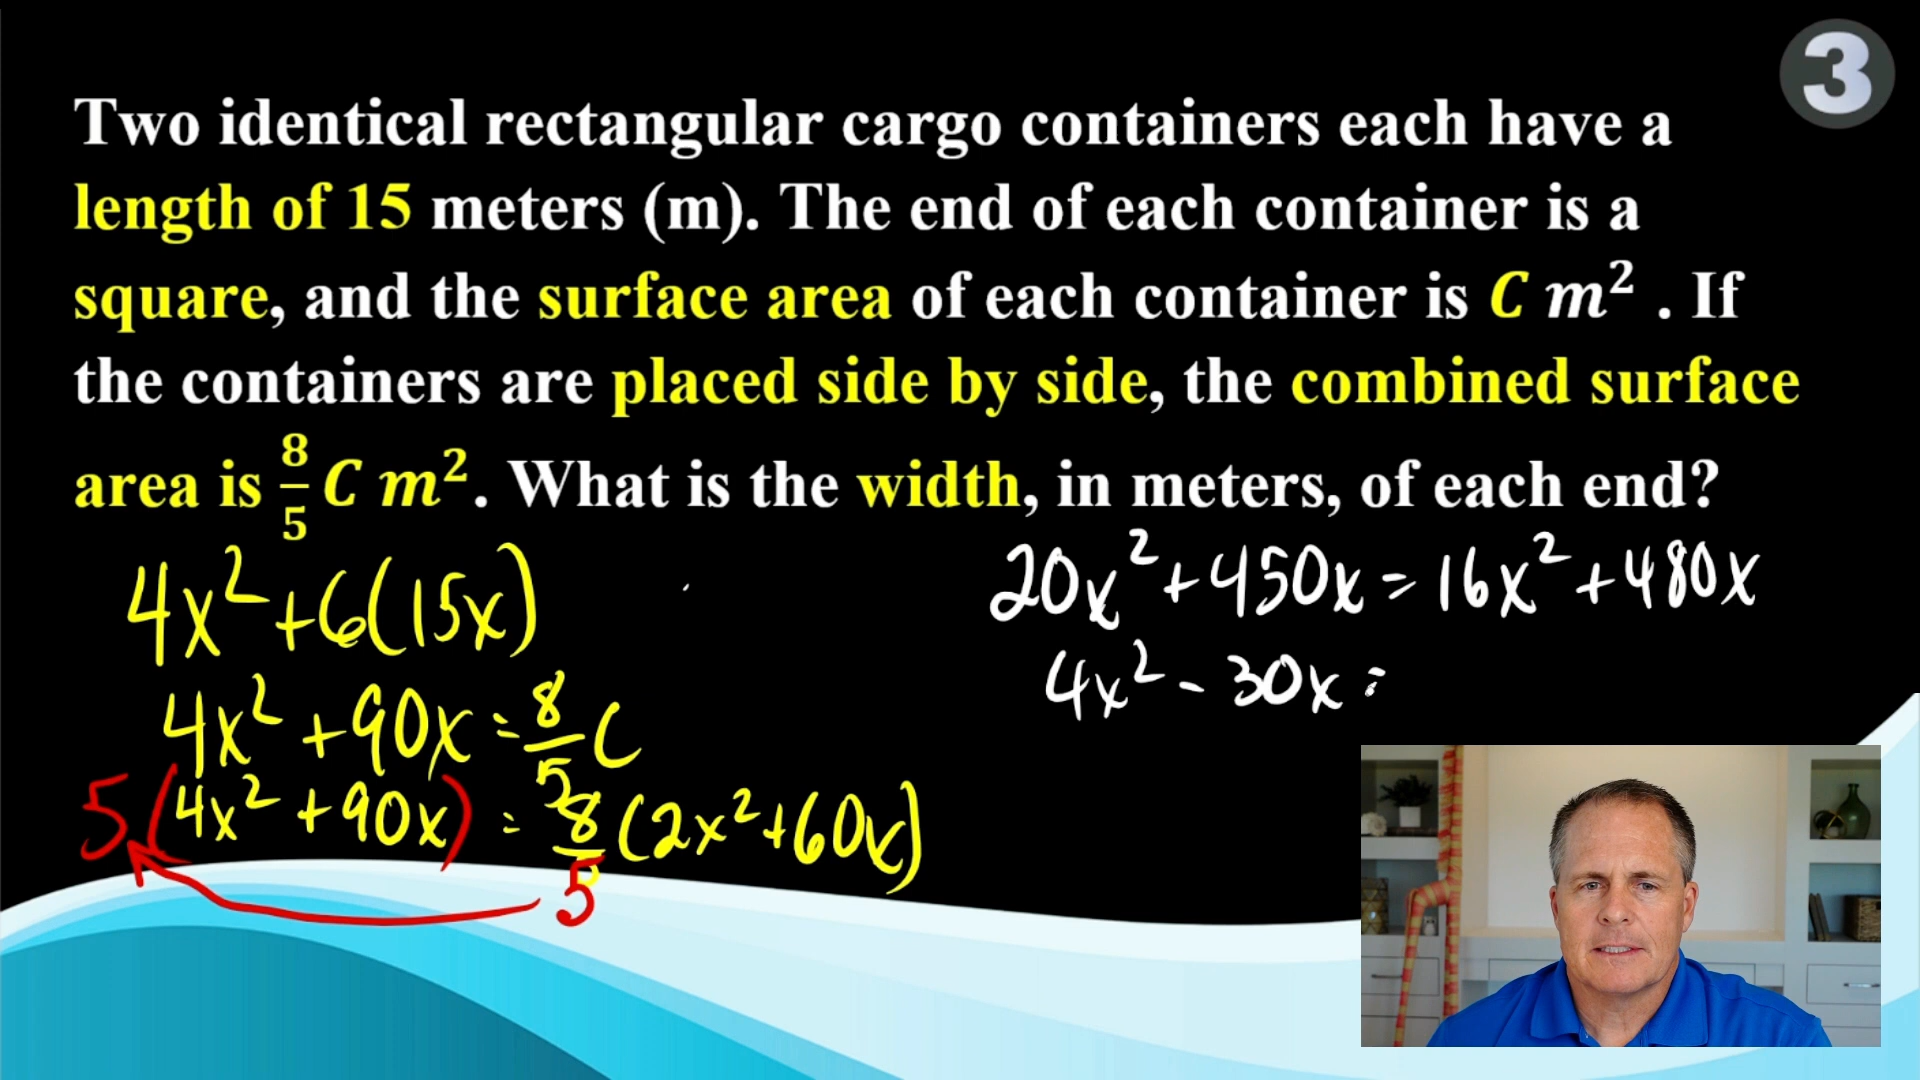 3
Two identical rectangular cargo containers each have a
length of 15 meters (m). The end of each container is a
square, and the surface area of each container is C m² . If
the containers are placed side by side, the combined surface
area is 8/5 C m². What is the width, in meters, of each end?
4x²+6(15x)
4x²+90x=8/5 C
5(4x²+90x) = 8/5 (2x²+60x)
5
20x²+450x=16x²+480x
4x²-30x=